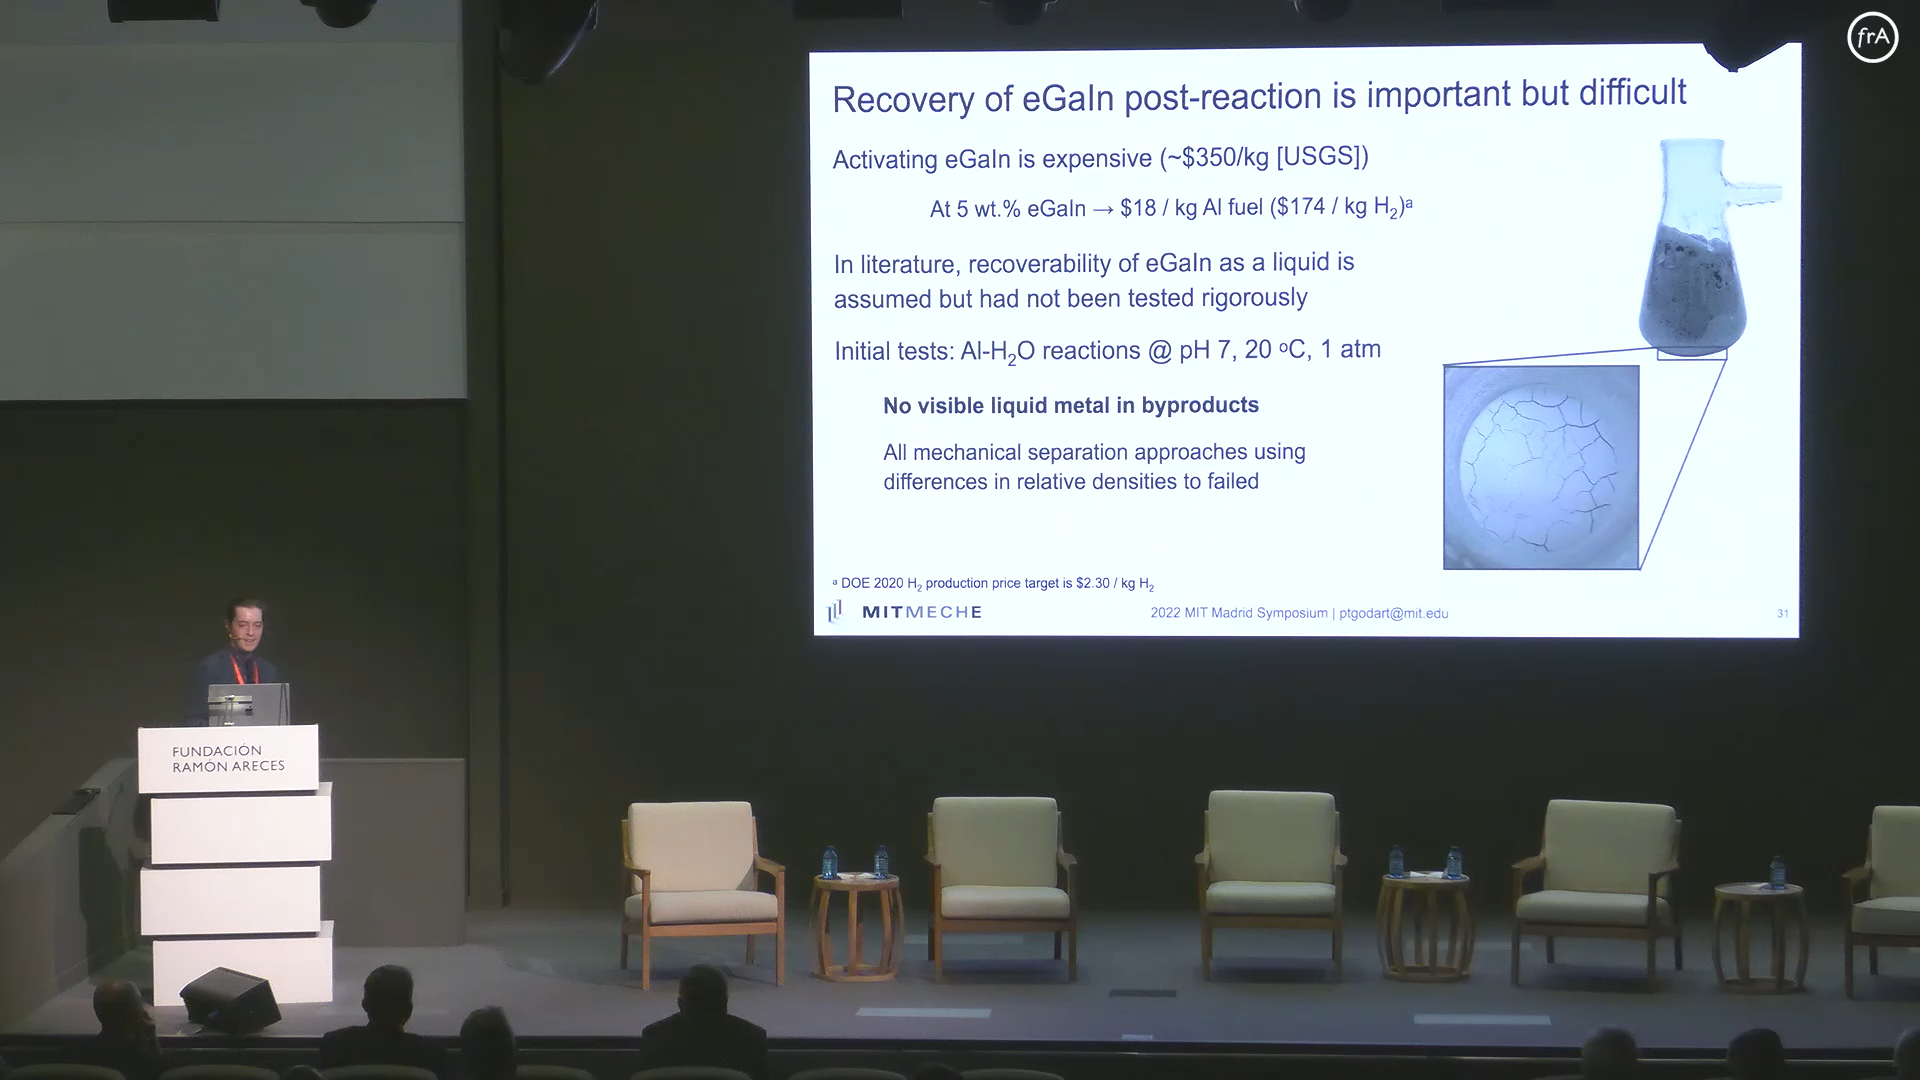 frA
Recovery of eGaIn post-reaction is important but difficult
Activating eGaIn is expensive (~$350/kg [USGS])
At 5 wt.% eGaIn → $18 / kg Al fuel ($174 / kg H₂)ᵃ
In literature, recoverability of eGaIn as a liquid is
assumed but had not been tested rigorously
Initial tests: Al-H₂O reactions @ pH 7, 20 ºC, 1 atm
No visible liquid metal in byproducts
All mechanical separation approaches using
differences in relative densities to failed
ᵃ DOE 2020 H₂ production price target is $2.30 / kg H₂
MITMECHE
2022 MIT Madrid Symposium | ptgodart@mit.edu
31
FUNDACIÓN
RAMÓN ARECES